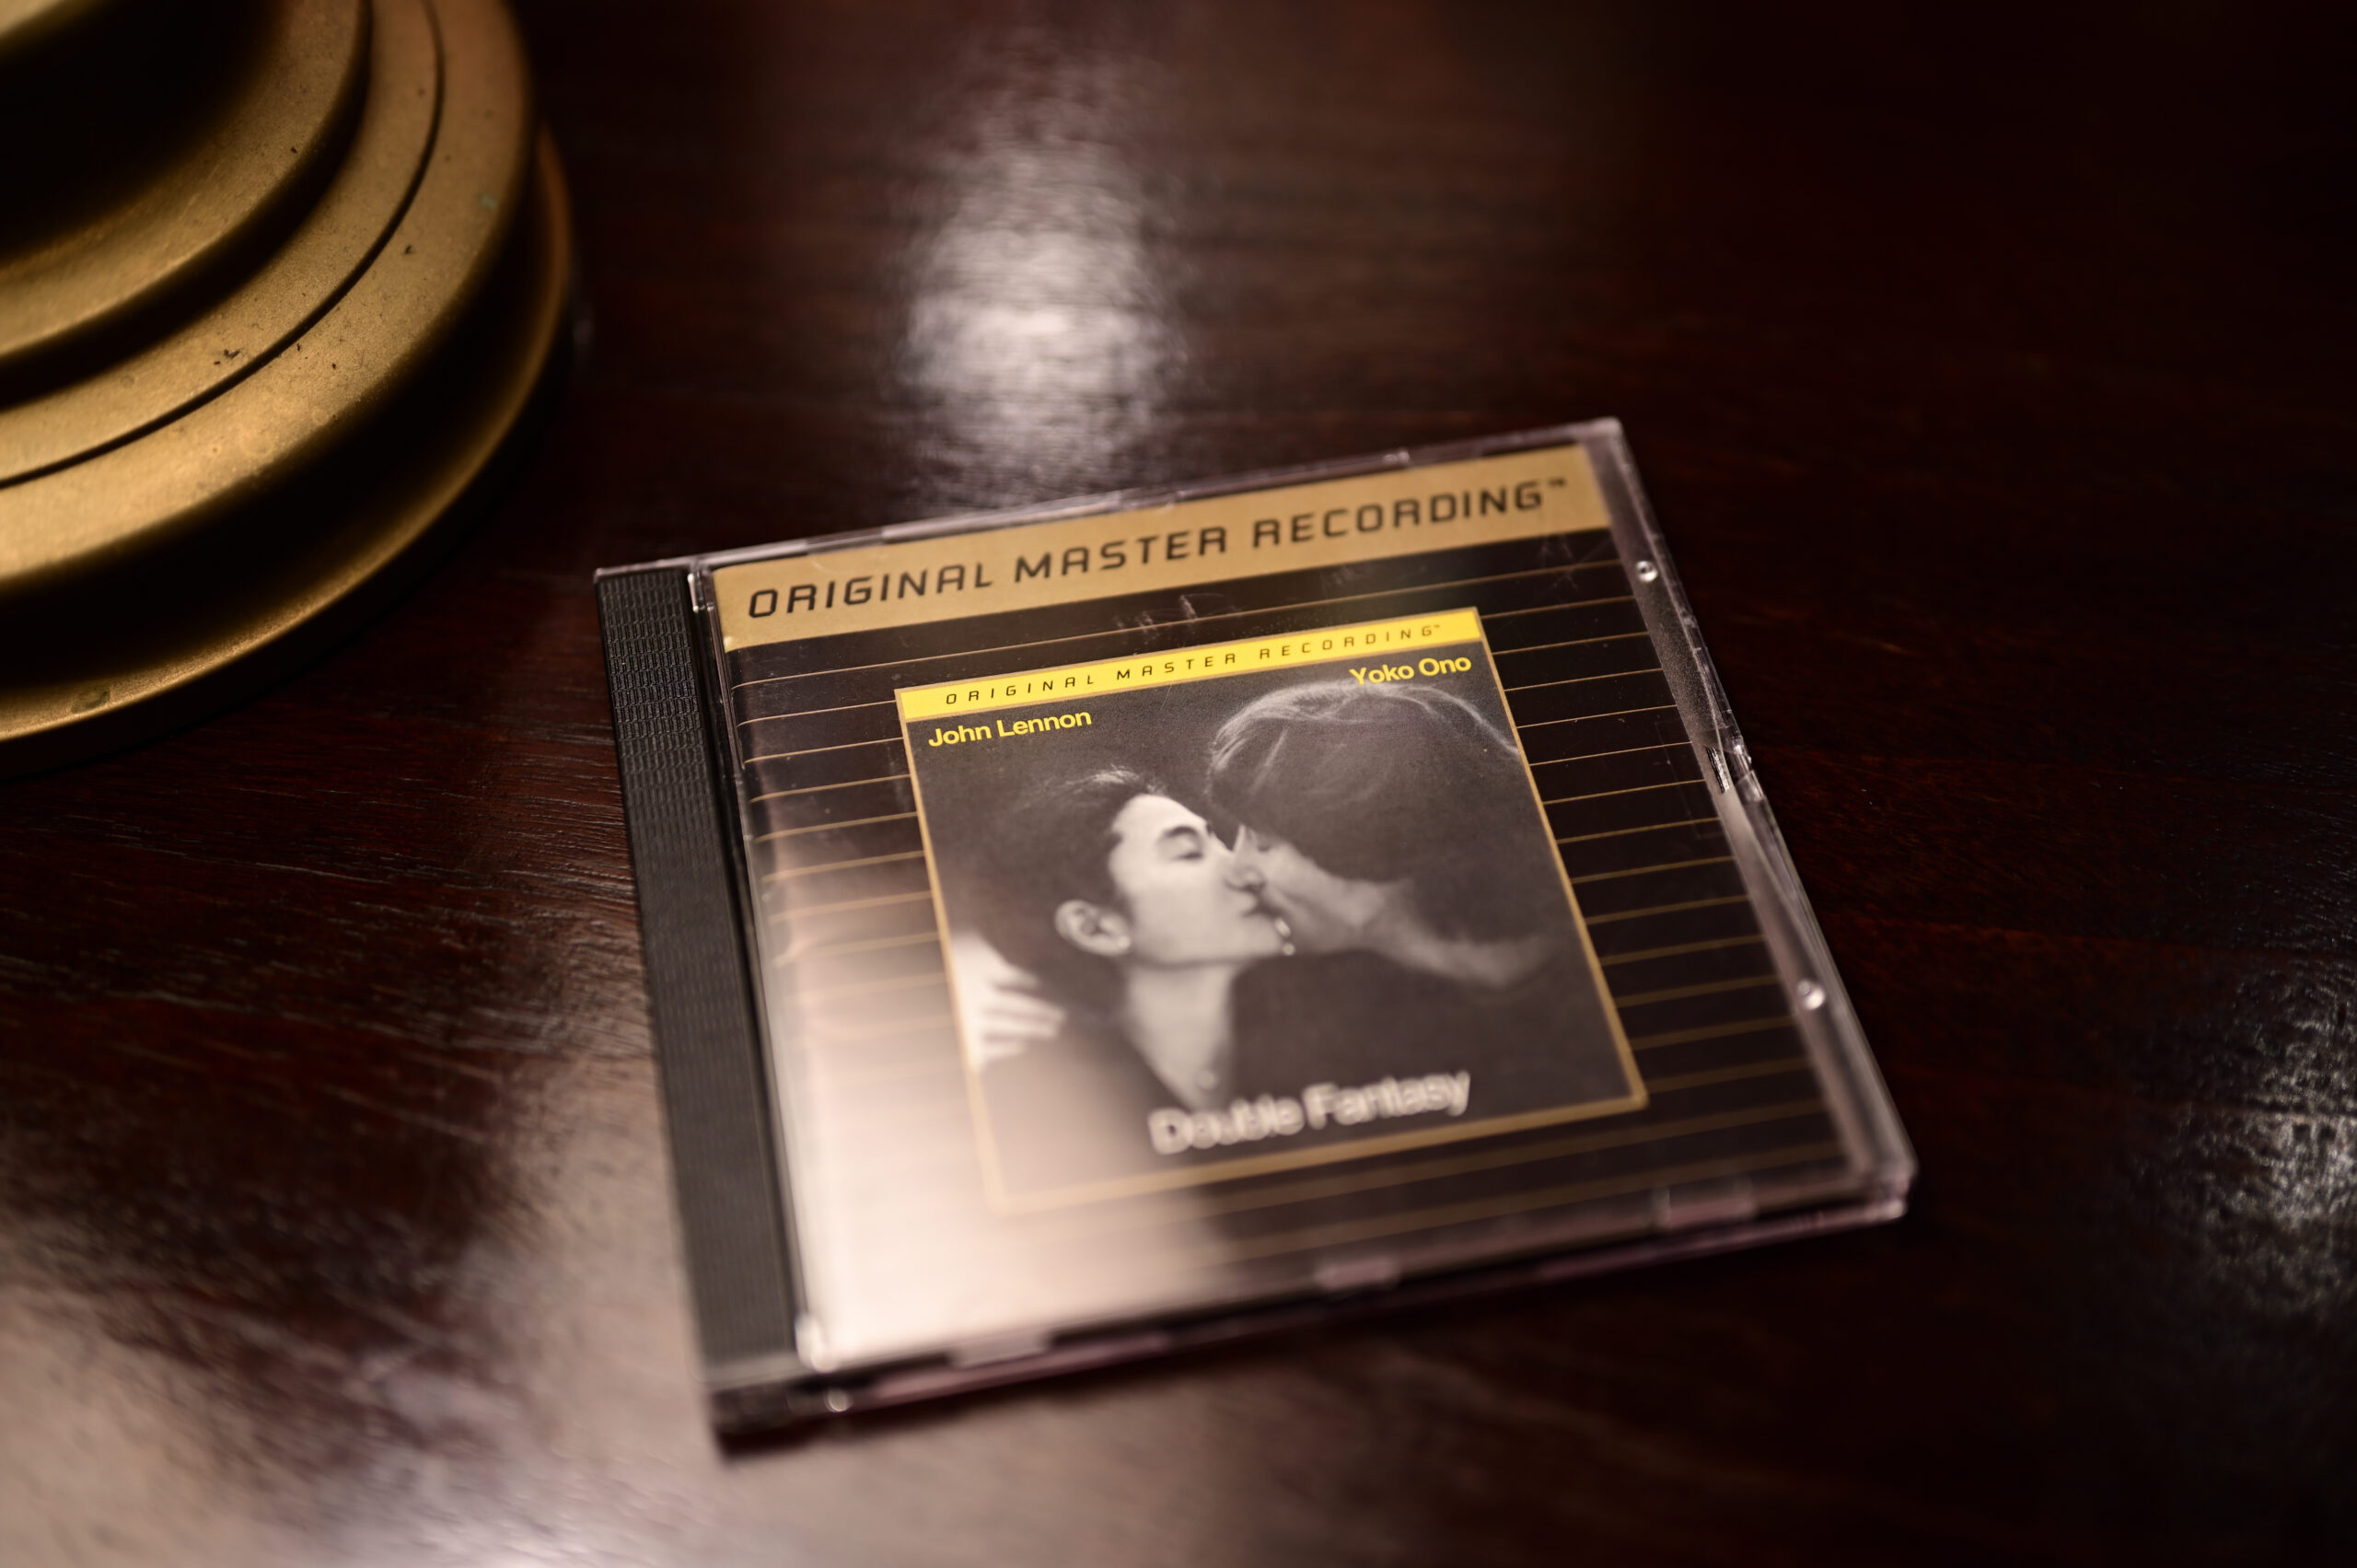 ORIGINAL MASTER RECORDING™
ORIGINAL MASTER RECORDING™
John Lennon
Yoko Ono
Double Fantasy